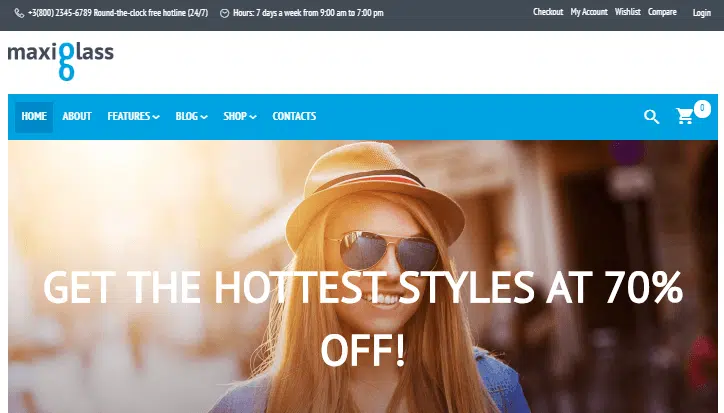 +3(800) 2345-6789 Round-the-clock free hotline (24/7) Hours: 7 days a week from 9:00 am to 7:00 pm Checkout My Account Wishlist Compare Login
maxiglass
HOME ABOUT FEATURES BLOG SHOP CONTACTS 0
GET THE HOTTEST STYLES AT 70%
OFF!